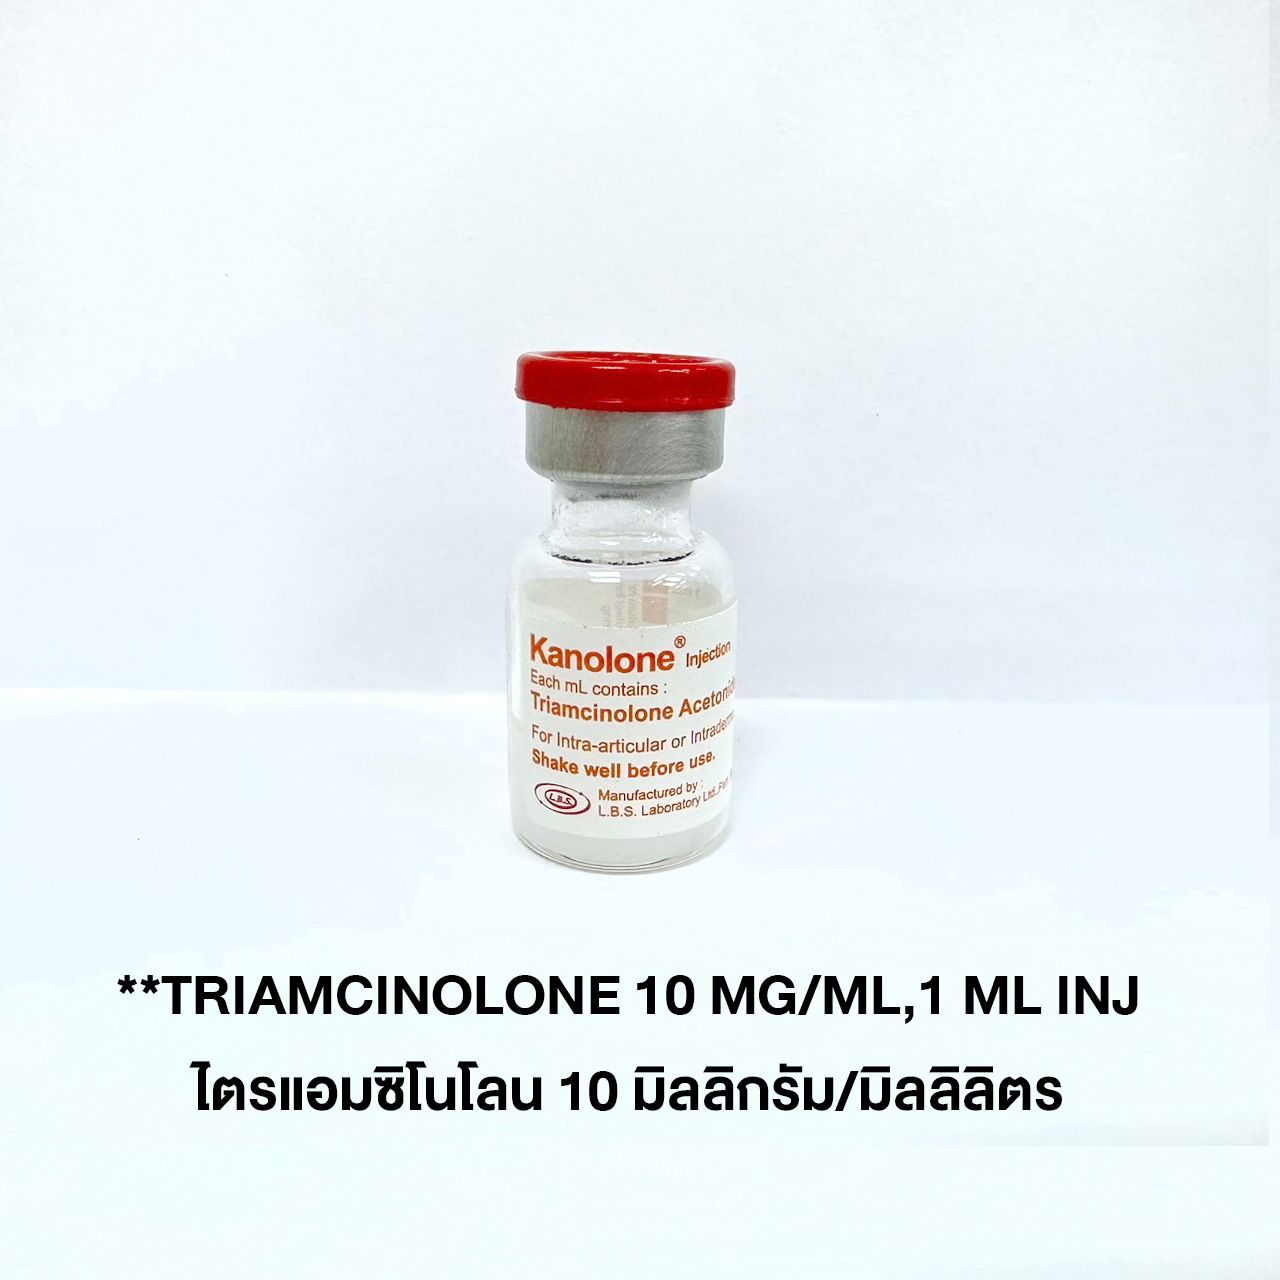 Kanolone® Injection
Each mL contains :
Triamcinolone Acetonide
For Intra-articular or
Shake well before use.
L.B.S.
Manufactured by :
L.B.S. Laboratory Ltd.,Part
**TRIAMCINOLONE 10 MG/ML,1 ML INJ
ไตรแอมซิโนโลน 10 มิลลิกรัม/มิลลิลิตร